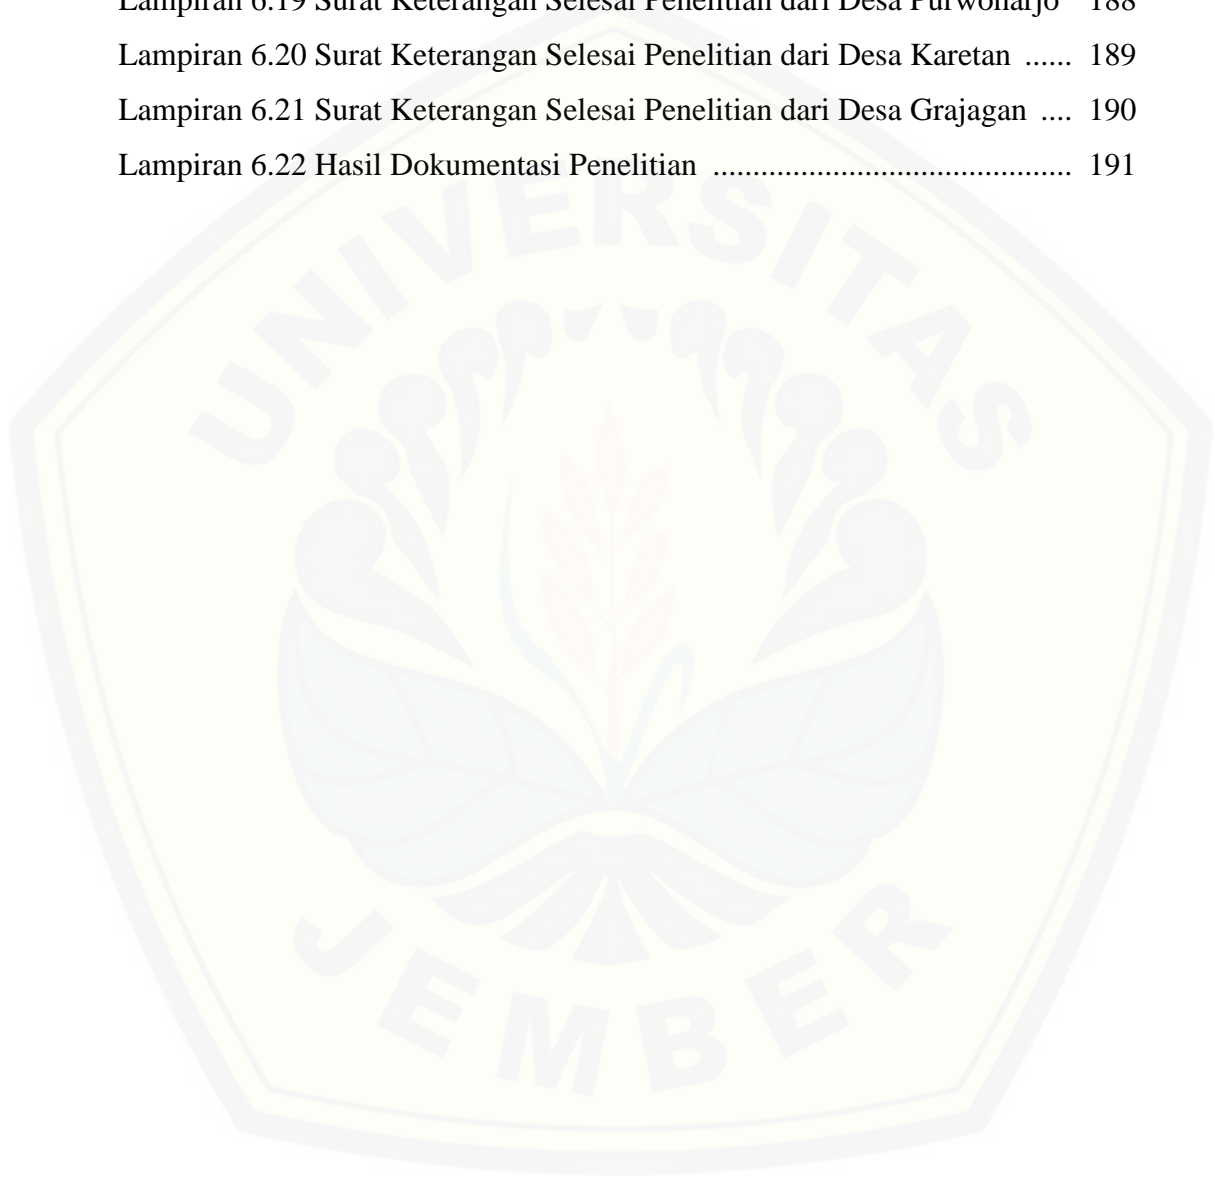 Lampiran 6.19 Surat Keterangan Selesai Penelitian dari Desa Purwoharjo 188
Lampiran 6.20 Surat Keterangan Selesai Penelitian dari Desa Karetan ...... 189
Lampiran 6.21 Surat Keterangan Selesai Penelitian dari Desa Grajagan .... 190
Lampiran 6.22 Hasil Dokumentasi Penelitian ............................................. 191
UNIVERSITAS
JEMBER